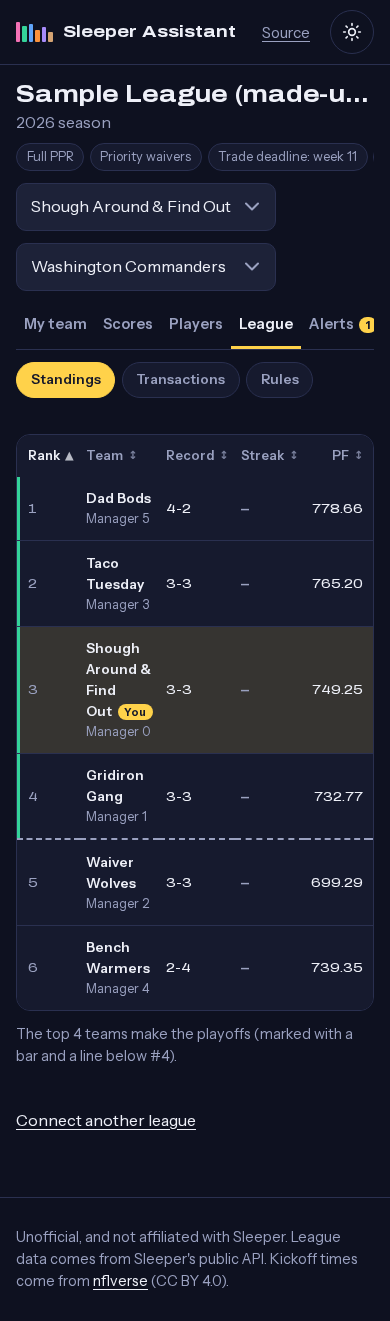 Sleeper Assistant
Source
Sample League (made-u...
2026 season
Full PPR
Priority waivers
Trade deadline: week 11
Shough Around & Find Out
Washington Commanders
My team
Scores
Players
League
Alerts 1
Standings
Transactions
Rules
Rank ▲ Team ↕ Record ↕ Streak ↕ PF ↕
1 Dad Bods 4-2 – 778.66
Manager 5
2 Taco Tuesday 3-3 – 765.20
Manager 3
3 Shough Around & Find Out You 3-3 – 749.25
Manager 0
4 Gridiron Gang 3-3 – 732.77
Manager 1
5 Waiver Wolves 3-3 – 699.29
Manager 2
6 Bench Warmers 2-4 – 739.35
Manager 4
The top 4 teams make the playoffs (marked with a
bar and a line below #4).
Connect another league
Unofficial, and not affiliated with Sleeper. League
data comes from Sleeper's public API. Kickoff times
come from nflverse (CC BY 4.0).